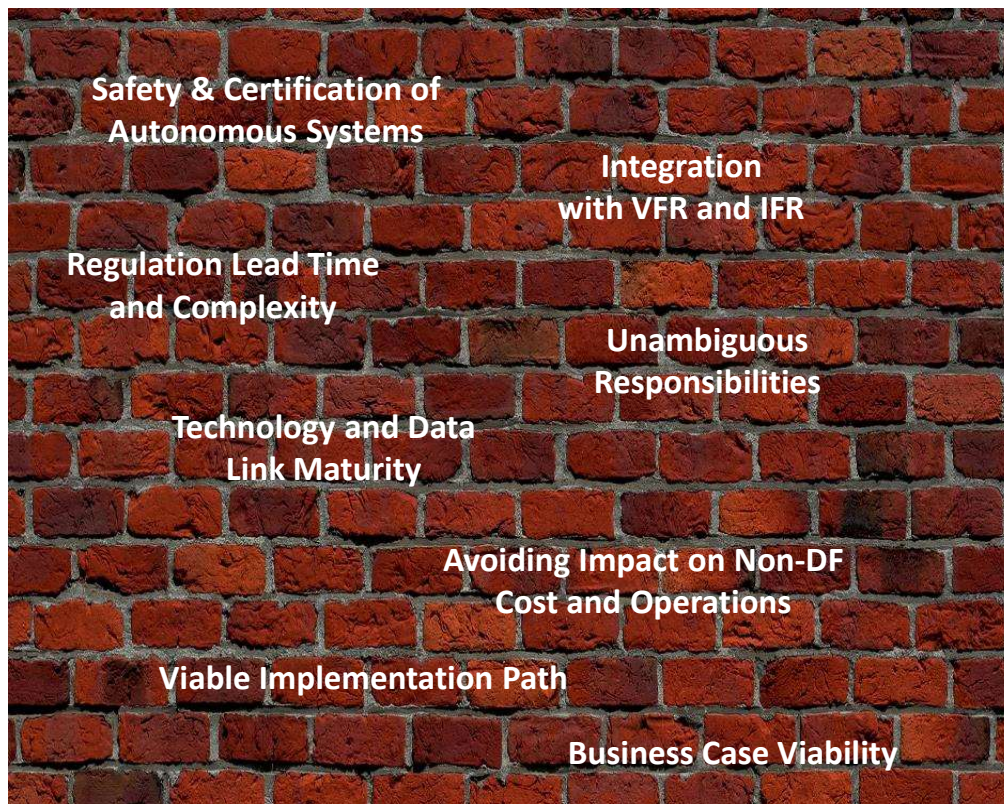 Safety & Certification of
Autonomous Systems
Integration
with VFR and IFR
Regulation Lead Time
and Complexity
Unambiguous
Responsibilities
Technology and Data
Link Maturity
Avoiding Impact on Non-DF
Cost and Operations
Viable Implementation Path
Business Case Viability